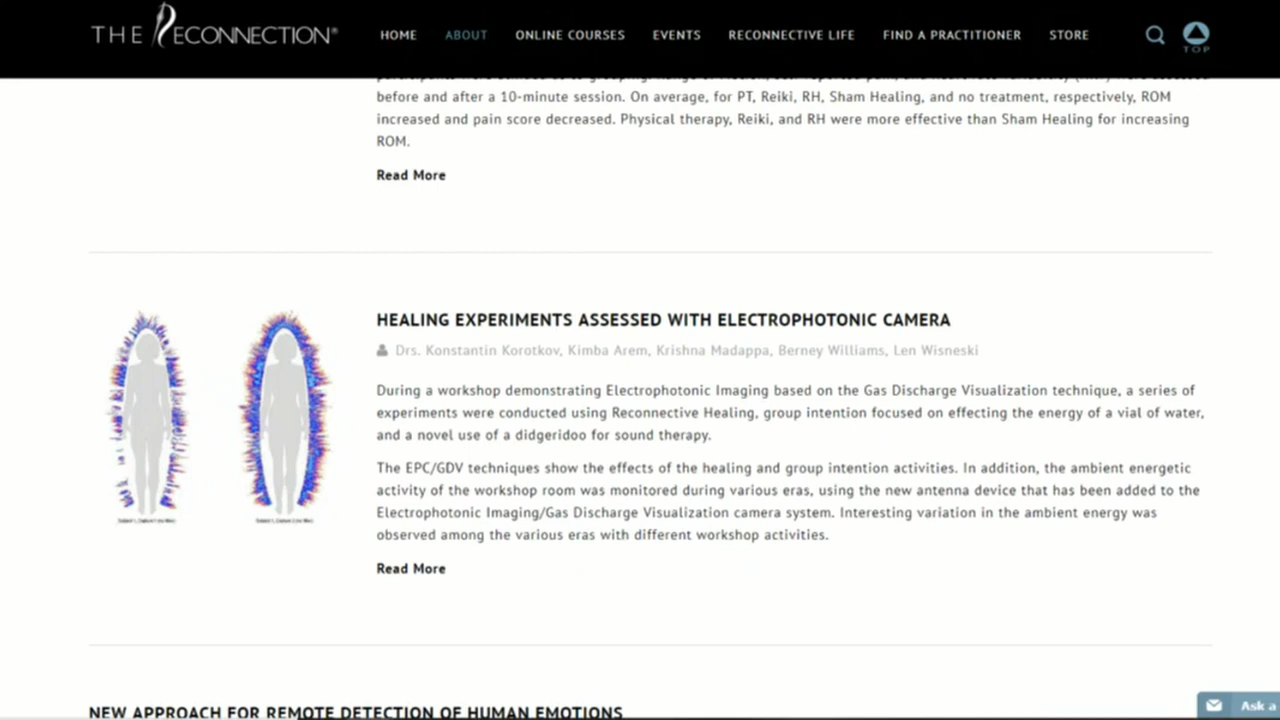 THE RECONNECTION®
HOME ABOUT ONLINE COURSES EVENTS RECONNECTIVE LIFE FIND A PRACTITIONER STORE
TOP
before and after a 10-minute session. On average, for PT, Reiki, RH, Sham Healing, and no treatment, respectively, ROM
increased and pain score decreased. Physical therapy, Reiki, and RH were more effective than Sham Healing for increasing
ROM.
Read More
HEALING EXPERIMENTS ASSESSED WITH ELECTROPHOTONIC CAMERA
Drs. Konstantin Korotkov, Kimba Arem, Krishna Madappa, Berney Williams, Len Wisneski
During a workshop demonstrating Electrophotonic Imaging based on the Gas Discharge Visualization technique, a series of
experiments were conducted using Reconnective Healing, group intention focused on effecting the energy of a vial of water,
and a novel use of a didgeridoo for sound therapy.
The EPC/GDV techniques show the effects of the healing and group intention activities. In addition, the ambient energetic
activity of the workshop room was monitored during various eras, using the new antenna device that has been added to the
Electrophotonic Imaging/Gas Discharge Visualization camera system. Interesting variation in the ambient energy was
observed among the various eras with different workshop activities.
Read More
NEW APPROACH FOR REMOTE DETECTION OF HUMAN EMOTIONS
Ask a